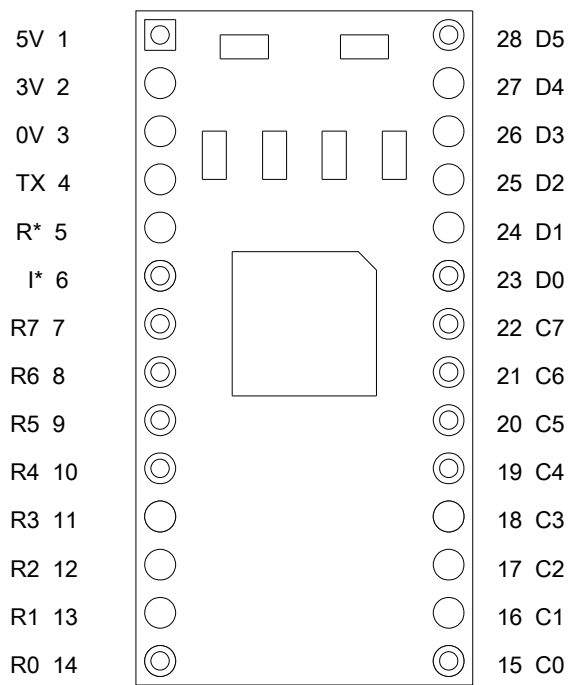 5V 1 28 D5
3V 2 27 D4
0V 3 26 D3
TX 4 25 D2
R* 5 24 D1
I* 6 23 D0
R7 7 22 C7
R6 8 21 C6
R5 9 20 C5
R4 10 19 C4
R3 11 18 C3
R2 12 17 C2
R1 13 16 C1
R0 14 15 C0